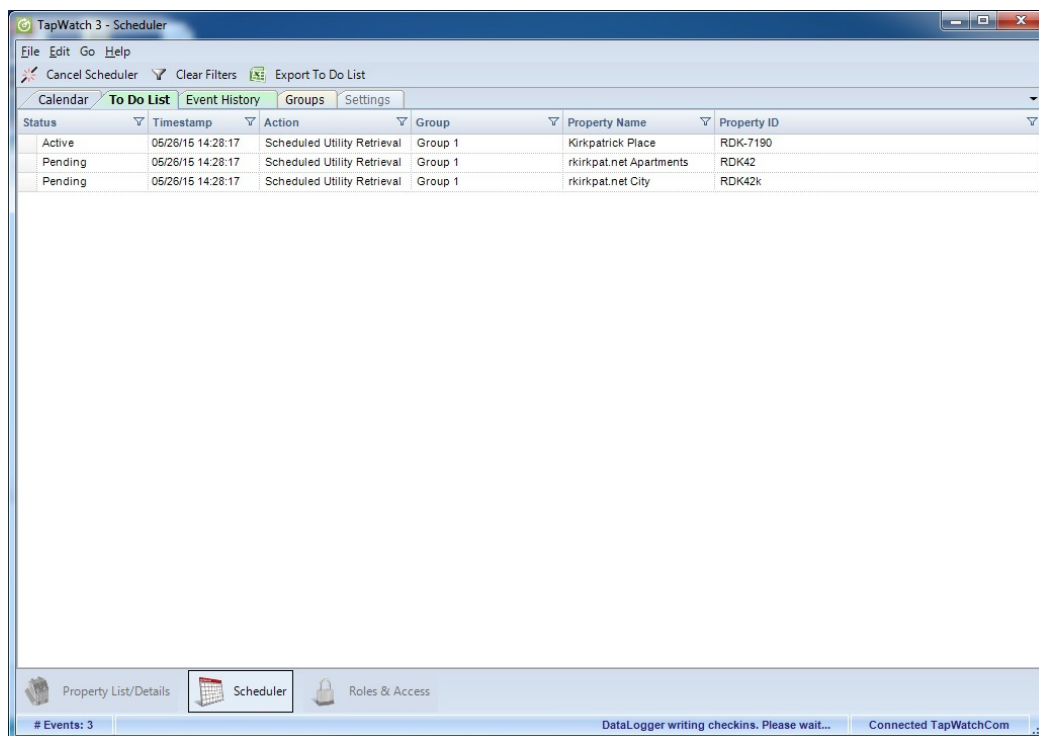 TapWatch 3 - Scheduler
File Edit Go Help
Cancel Scheduler Clear Filters Export To Do List
Calendar To Do List Event History Groups Settings
Status Timestamp Action Group Property Name Property ID
Active 05/26/15 14:28:17 Scheduled Utility Retrieval Group 1 Kirkpatrick Place RDK-7190
Pending 05/26/15 14:28:17 Scheduled Utility Retrieval Group 1 rkirkpat.net Apartments RDK42
Pending 05/26/15 14:28:17 Scheduled Utility Retrieval Group 1 rkirkpat.net City RDK42k
Property List/Details Scheduler Roles & Access
# Events: 3 DataLogger writing checkins. Please wait... Connected TapWatchCom